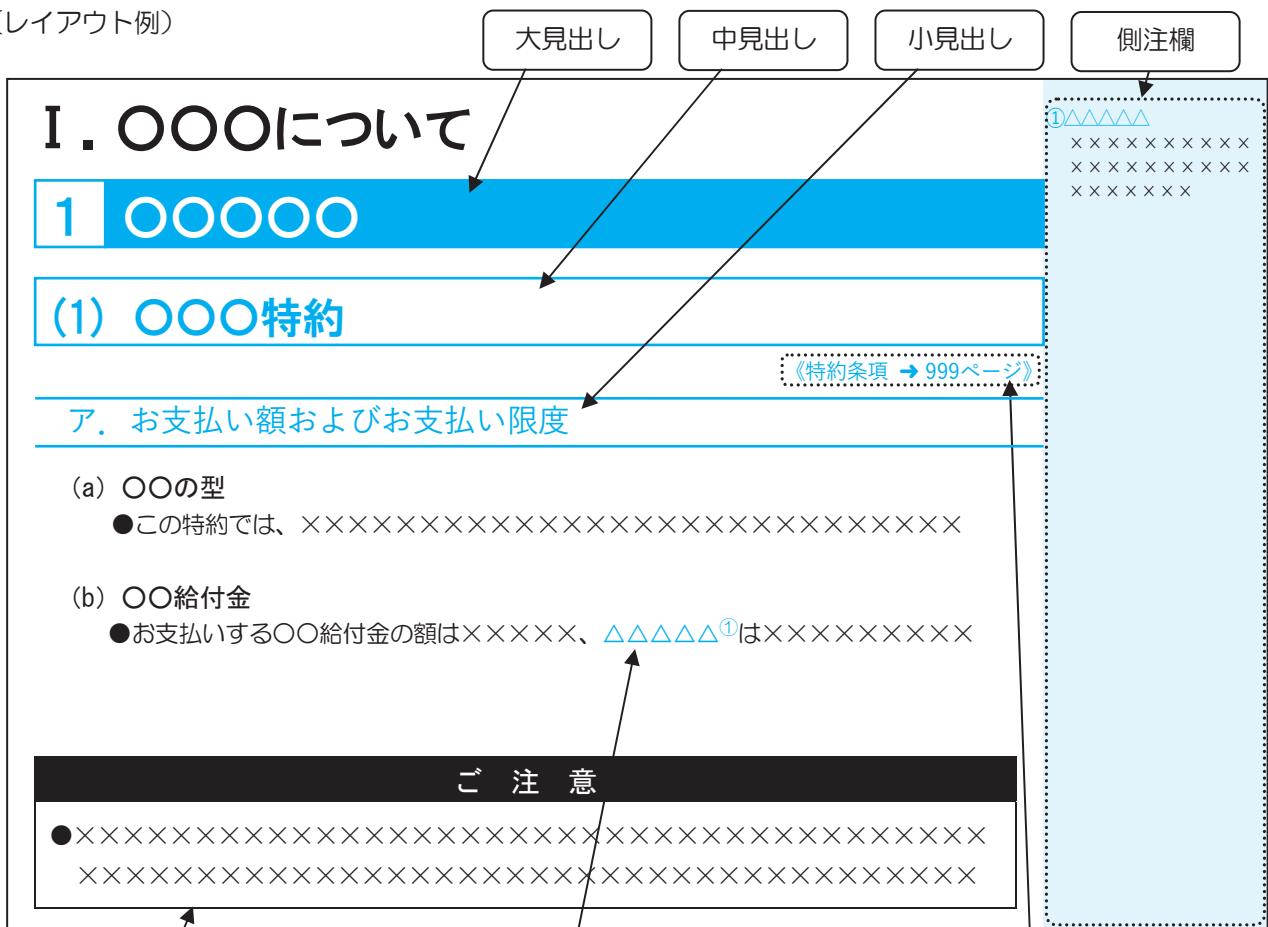 (レイアウト例)
大見出し
中見出し
小見出し
側注欄
Ⅰ．〇〇〇について
1 〇〇〇〇〇
(1) 〇〇〇特約
《特約条項 ➜ 999ページ》
ア．お支払い額およびお支払い限度
(a) 〇〇の型
●この特約では、××××××××××××××××××××××××××××
(b) 〇〇給付金
●お支払いする〇〇給付金の額は×××××、△△△△△①は×××××××××
ご 注 意
●××××××××××××××××××××××××××××××××××××××
××××××××××××××××××××××××××××××××××××××
①△△△△△
××××××××××
××××××××××
×××××××